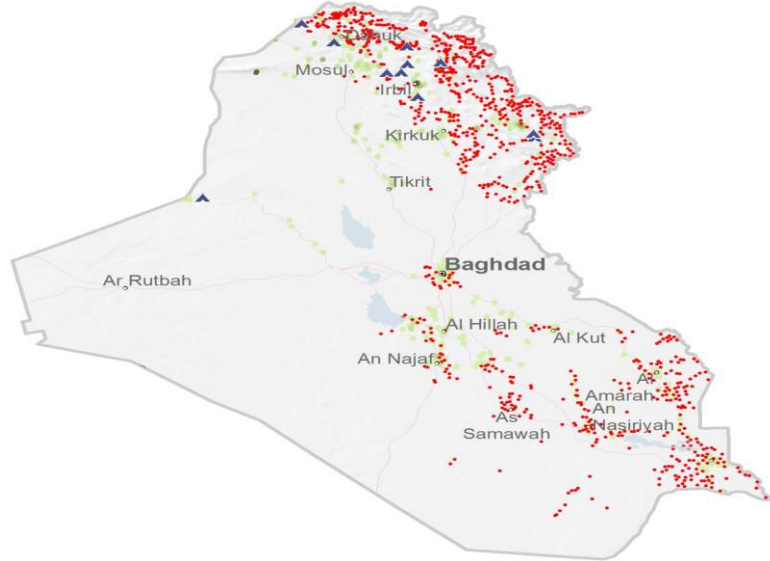 Dahuk
Mosul
Irbil
Kirkuk
Tikrit
Baghdad
Ar Rutbah
Al Hillah
Al Kut
An Najaf
Al
Amarah
An
Nasiriyah
As
Samawah